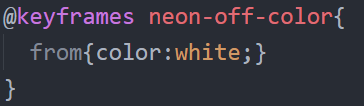 @keyframes neon-off-color{
from{color:white;}
}